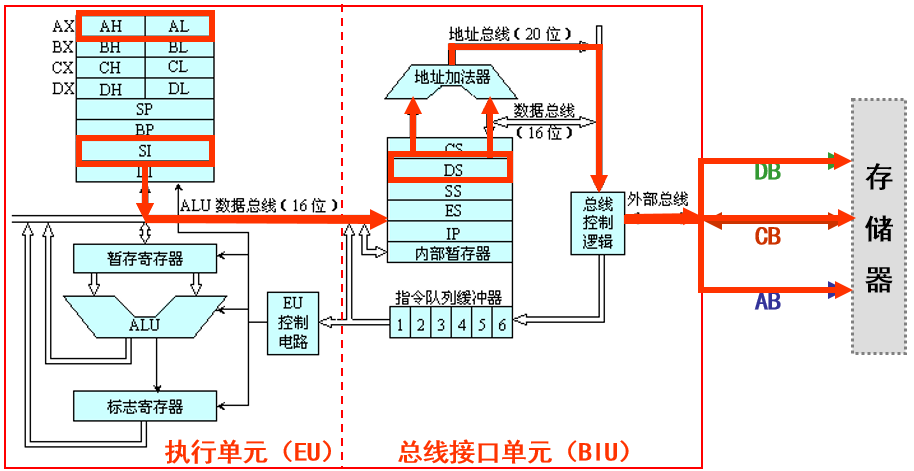 AX AH AL
BX BH BL
CX CH CL
DX DH DL
SP
BP
SI
DI
ALU 数据总线（16 位）
暂存寄存器
ALU
标志寄存器
EU
控制
电路
执行单元（EU）
地址总线（20 位）
地址加法器
数据总线
（16 位）
CS
DS
SS
ES
IP
内部暂存器
指令队列缓冲器
1 2 3 4 5 6
总线
控制
逻辑
外部总线
总线接口单元（BIU）
DB
CB
AB
存
储
器